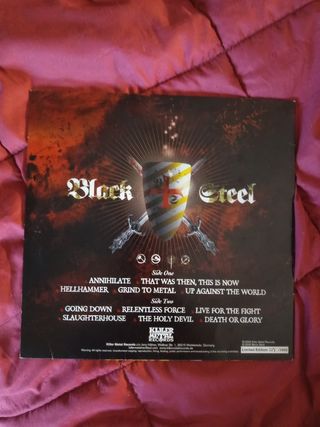 Black Steel
Side One
ANNIHILATE THAT WAS THEN, THIS IS NOW
HELLHAMMER GRIND TO METAL UP AGAINST THE WORLD
Side Two
GOING DOWN RELENTLESS FORCE LIVE FOR THE FIGHT
SLAUGHTERHOUSE THE HOLY DEVIL DEATH OR GLORY
KILLER
METAL
RECORDS